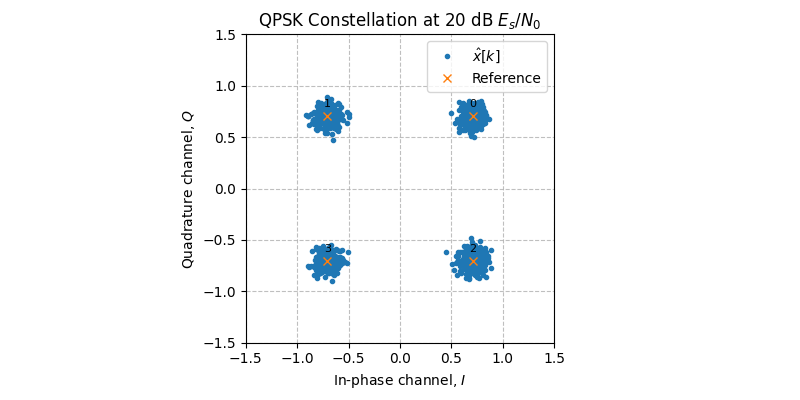 QPSK Constellation at 20 dB $E_s/N_0$
1.5
1.0
0.5
0.0
−0.5
−1.0
−1.5
Quadrature channel, Q
x̂[k]
Reference
1
0
3
2
−1.5 −1.0 −0.5 0.0 0.5 1.0 1.5
In-phase channel, I